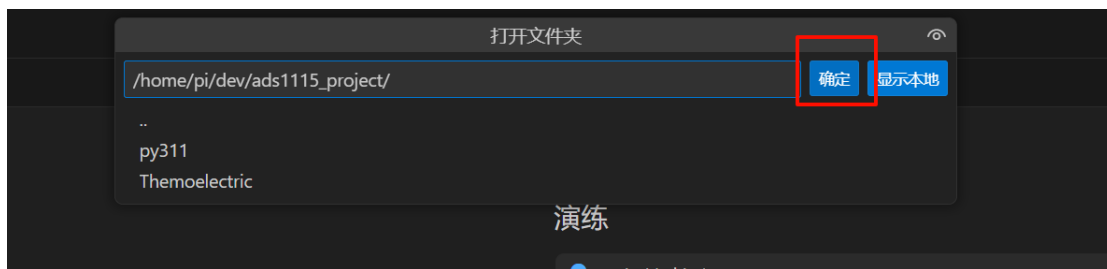 打开文件夹
/home/pi/dev/ads1115_project/
确定
显示本地
..
py311
Themoelectric
演练